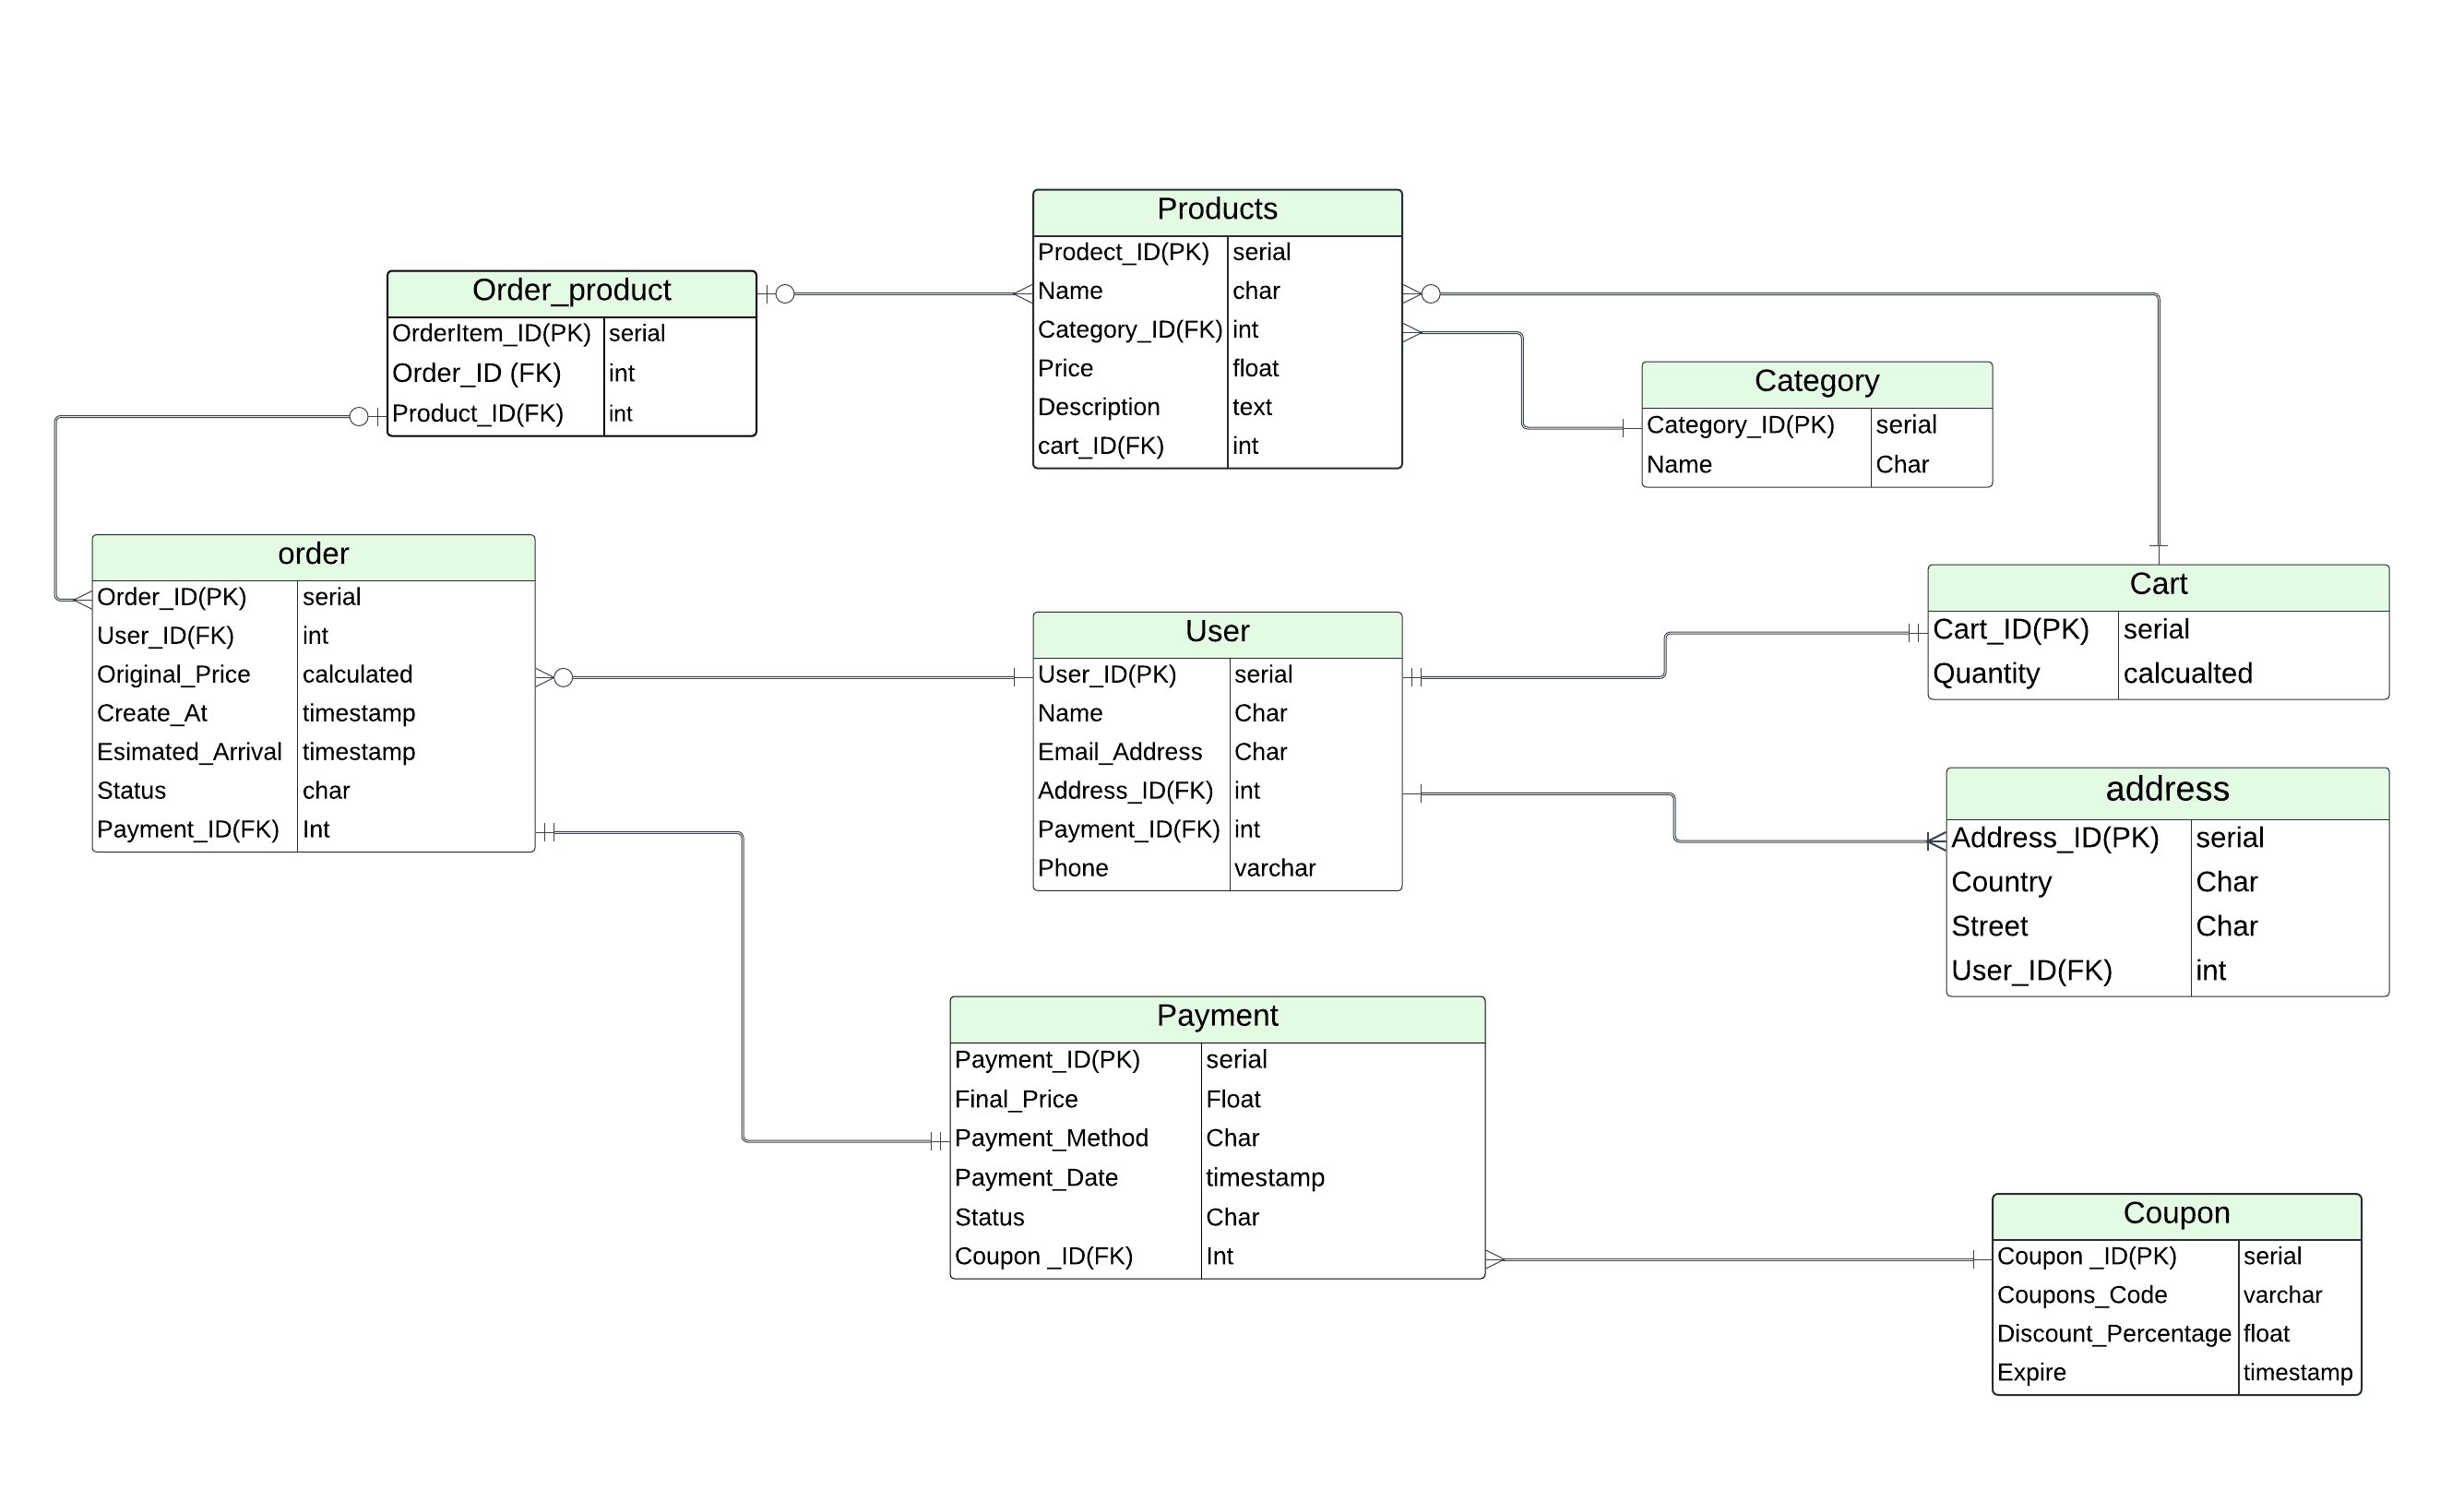 Products
Prodect_ID(PK) serial
Name char
Category_ID(FK) int
Price float
Description text
cart_ID(FK) int
Order_product
OrderItem_ID(PK) serial
Order_ID (FK) int
Product_ID(FK) int
Category
Category_ID(PK) serial
Name Char
order
Order_ID(PK) serial
User_ID(FK) int
Original_Price calculated
Create_At timestamp
Esimated_Arrival timestamp
Status char
Payment_ID(FK) Int
User
User_ID(PK) serial
Name Char
Email_Address Char
Address_ID(FK) int
Payment_ID(FK) int
Phone varchar
Cart
Cart_ID(PK) serial
Quantity calcualted
address
Address_ID(PK) serial
Country Char
Street Char
User_ID(FK) int
Payment
Payment_ID(PK) serial
Final_Price Float
Payment_Method Char
Payment_Date timestamp
Status Char
Coupon _ID(FK) Int
Coupon
Coupon _ID(PK) serial
Coupons_Code varchar
Discount_Percentage float
Expire timestamp